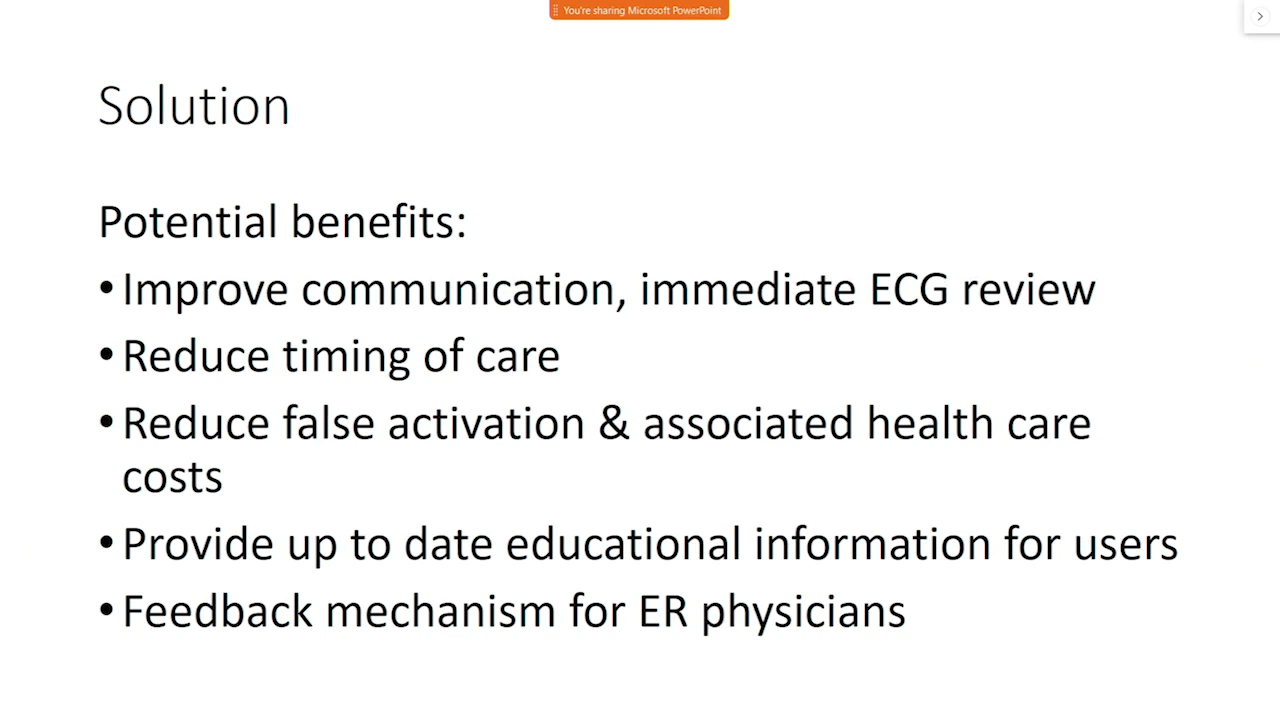 You're sharing Microsoft PowerPoint
Solution
Potential benefits:
• Improve communication, immediate ECG review
• Reduce timing of care
• Reduce false activation & associated health care
costs
• Provide up to date educational information for users
• Feedback mechanism for ER physicians